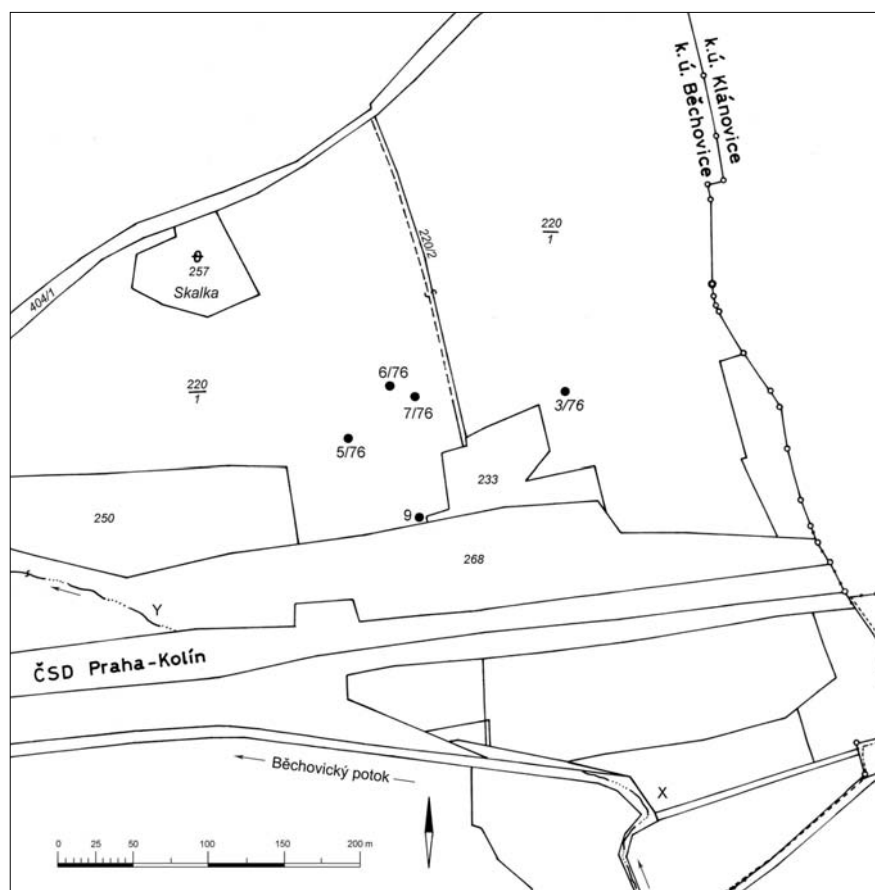 k.ú. Klánovice
k.ú. Běchovice
220/2
220
1
257
Skalka
404/1
220
1
6/76
7/76
3/76
5/76
233
250
9
268
Y
ČSD Praha-Kolín
Běchovický potok
X
0 50 100 150 200 m